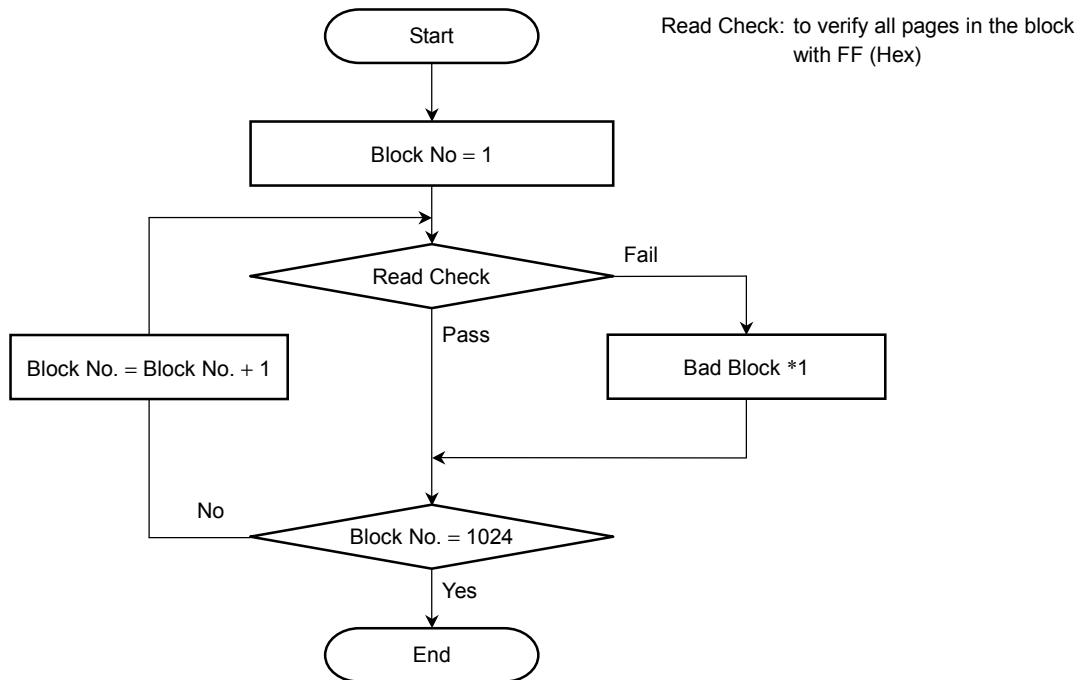 Start
Read Check: to verify all pages in the block
with FF (Hex)
Block No = 1
Read Check
Fail
Pass
Block No. = Block No. + 1
Bad Block *1
No
Block No. = 1024
Yes
End